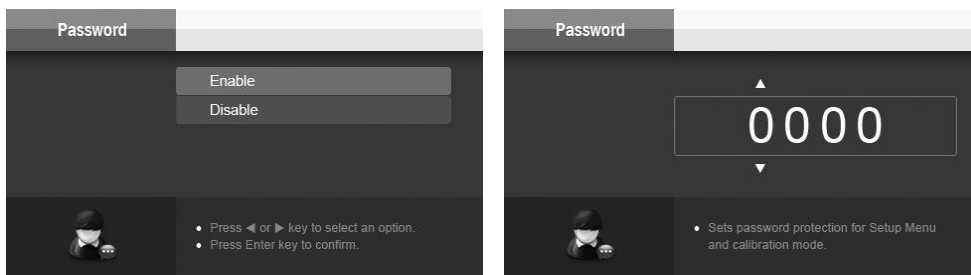 Password
Enable
Disable
Press ◀ or ▶ key to select an option.
Press Enter key to confirm.
Password
▲
0000
▼
Sets password protection for Setup Menu
and calibration mode.